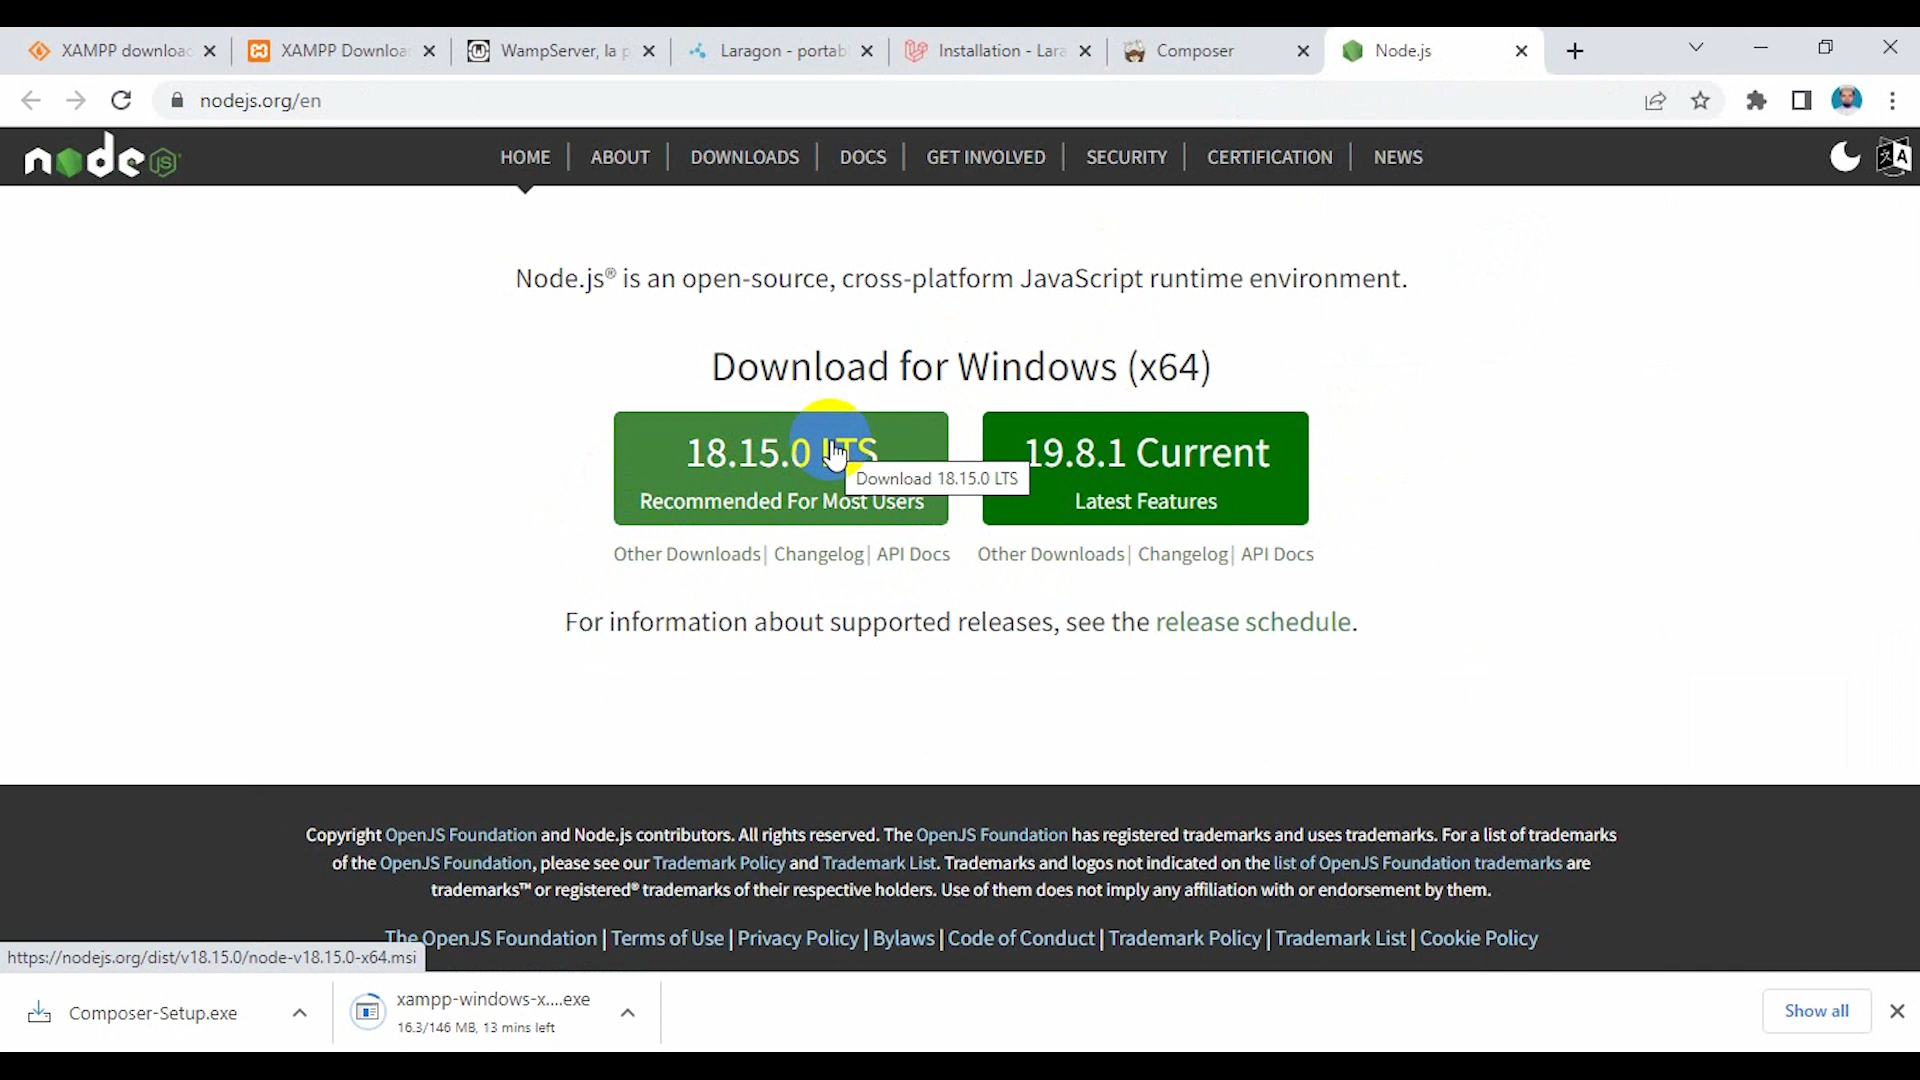 XAMPP downloac
XAMPP Downloa
WampServer, la p
Laragon - portab
Installation - Lara
Composer
Node.js
nodejs.org/en
node JS
HOME
ABOUT
DOWNLOADS
DOCS
GET INVOLVED
SECURITY
CERTIFICATION
NEWS
Node.js® is an open-source, cross-platform JavaScript runtime environment.
Download for Windows (x64)
18.15.0 LTS
Recommended For Most Users
Download 18.15.0 LTS
19.8.1 Current
Latest Features
Other Downloads | Changelog | API Docs
Other Downloads | Changelog | API Docs
For information about supported releases, see the release schedule.
Copyright OpenJS Foundation and Node.js contributors. All rights reserved. The OpenJS Foundation has registered trademarks and uses trademarks. For a list of trademarks
of the OpenJS Foundation, please see our Trademark Policy and Trademark List. Trademarks and logos not indicated on the list of OpenJS Foundation trademarks are
trademarks™ or registered® trademarks of their respective holders. Use of them does not imply any affiliation with or endorsement by them.
The OpenJS Foundation | Terms of Use | Privacy Policy | Bylaws | Code of Conduct | Trademark Policy | Trademark List | Cookie Policy
https://nodejs.org/dist/v18.15.0/node-v18.15.0-x64.msi
Composer-Setup.exe
xampp-windows-x....exe
16.3/146 MB, 13 mins left
Show all